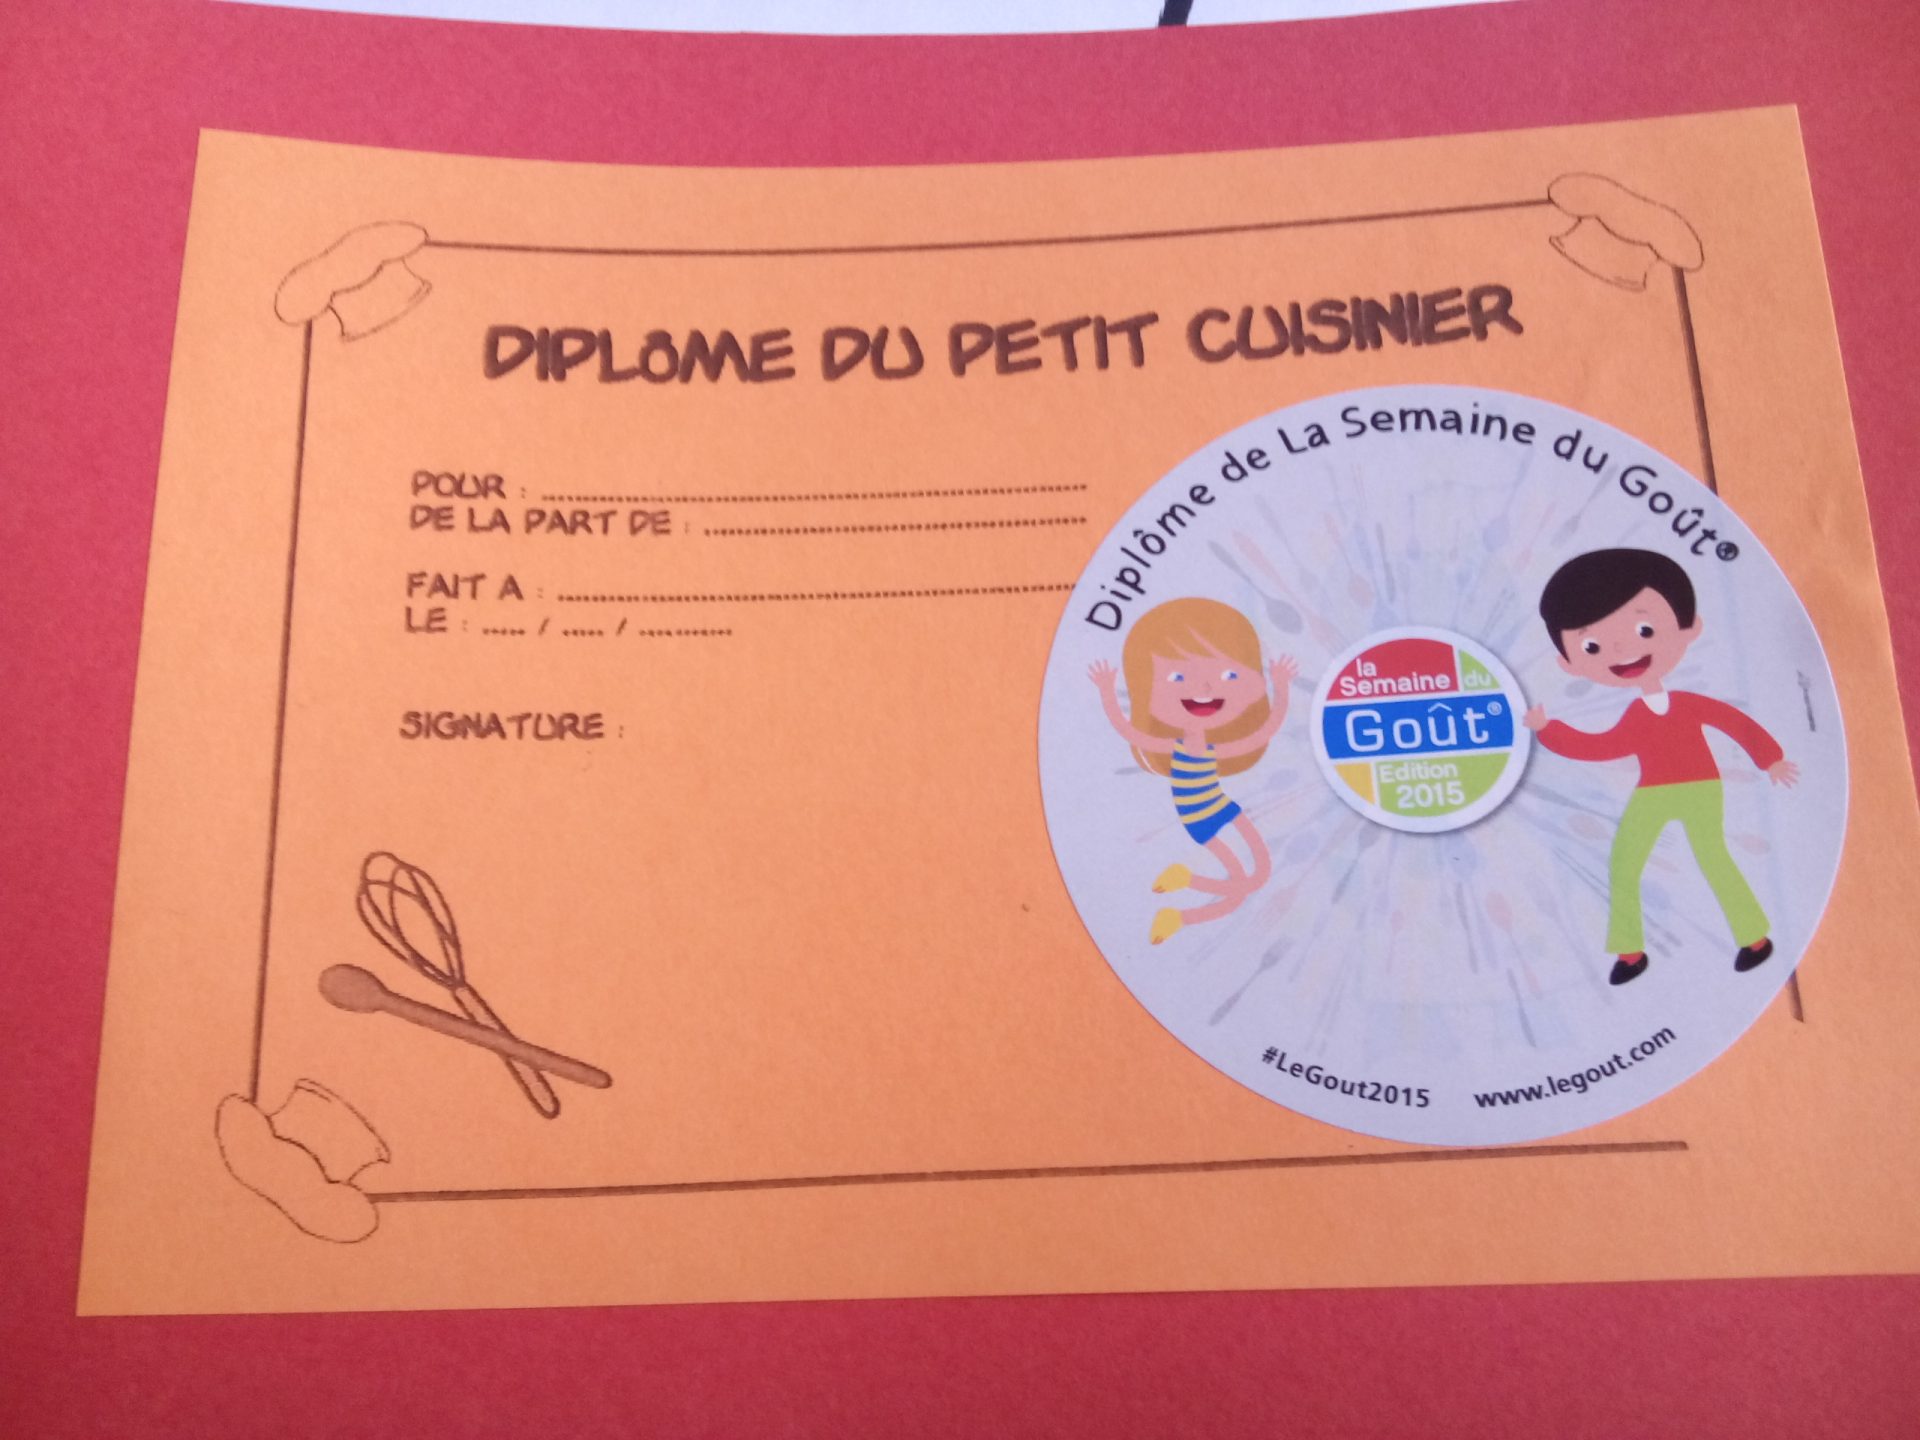 DIPLÔME DU PETIT CUISINIER
POUR : ................................................
DE LA PART DE : ................................................
FAIT A : ................................................
LE : ..... / ..... / ...........
SIGNATURE :
Diplôme de La Semaine du Goût®
la
Semaine du
Goût®
Edition
2015
#LeGout2015 www.legout.com